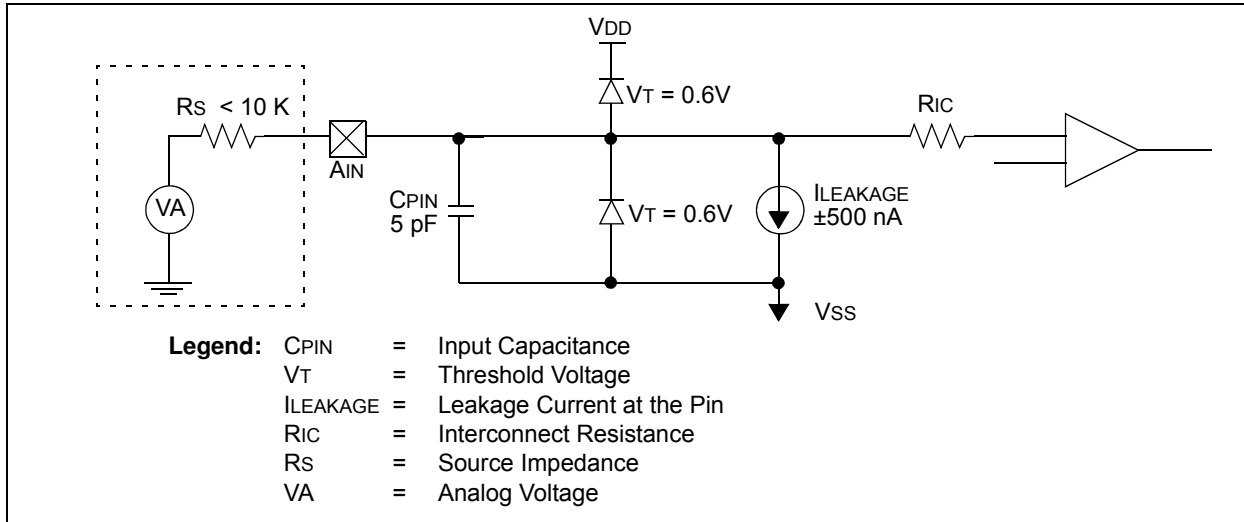 VDD
VT = 0.6V
RS < 10 K
RIC
AIN
VA
CPIN
5 pF
VT = 0.6V
ILEAKAGE
±500 nA
VSS
Legend: CPIN = Input Capacitance
VT = Threshold Voltage
ILEAKAGE = Leakage Current at the Pin
RIC = Interconnect Resistance
RS = Source Impedance
VA = Analog Voltage